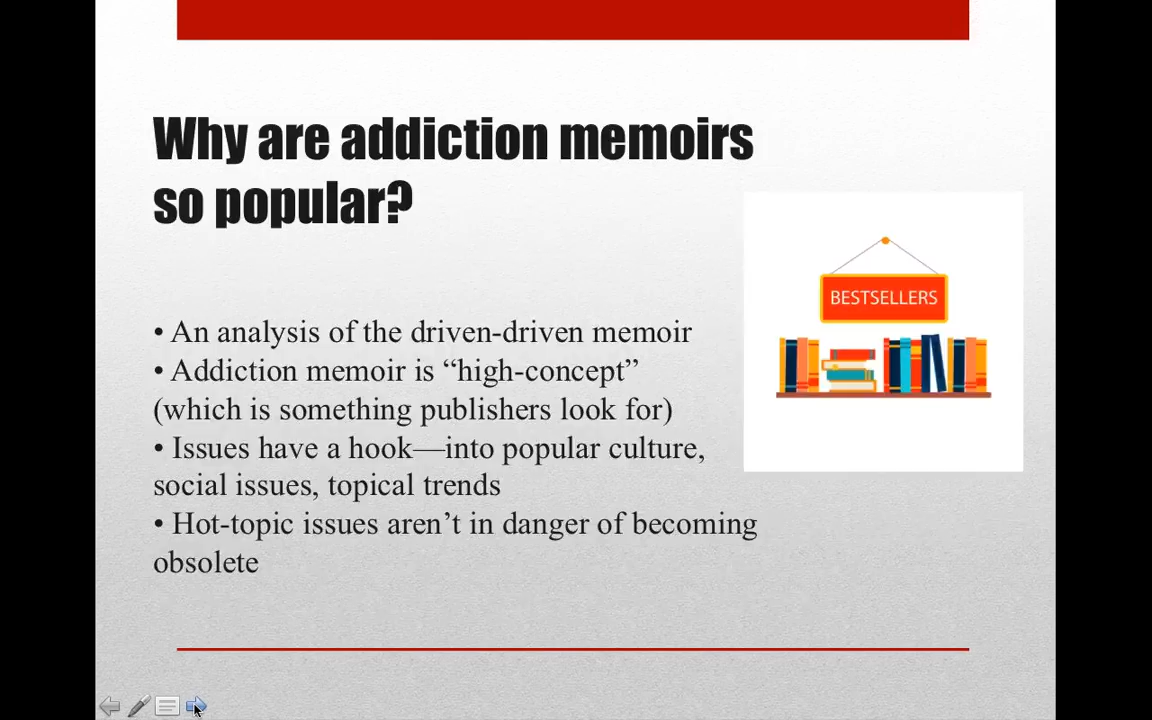 Why are addiction memoirs
so popular?
BESTSELLERS
• An analysis of the driven-driven memoir
• Addiction memoir is “high-concept”
(which is something publishers look for)
• Issues have a hook—into popular culture,
social issues, topical trends
• Hot-topic issues aren’t in danger of becoming
obsolete